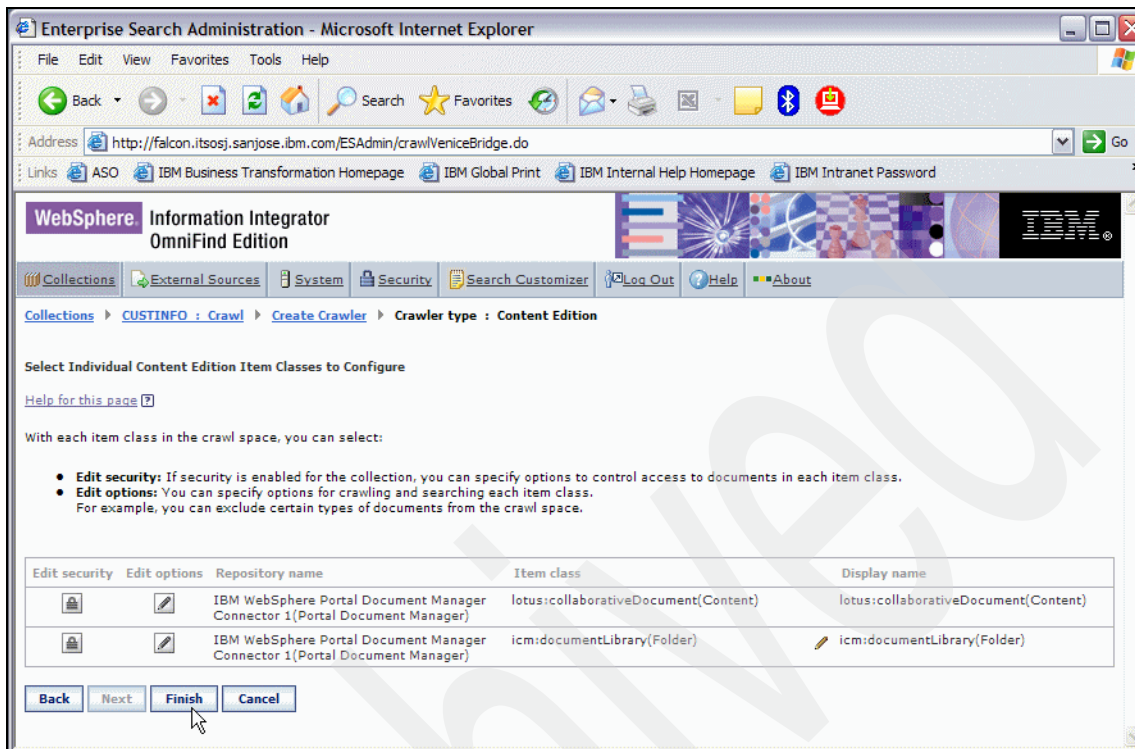 Enterprise Search Administration - Microsoft Internet Explorer
File Edit View Favorites Tools Help
Back Search Favorites
Address http://falcon.itsosj.sanjose.ibm.com/ESAdmin/crawlVeniceBridge.do Go
Links ASO IBM Business Transformation Homepage IBM Global Print IBM Internal Help Homepage IBM Intranet Password
WebSphere. Information Integrator
OmniFind Edition
IBM®
Collections External Sources System Security Search Customizer Log Out Help About
Collections CUSTINFO : Crawl Create Crawler Crawler type : Content Edition
Select Individual Content Edition Item Classes to Configure
Help for this page ?
With each item class in the crawl space, you can select:
• Edit security: If security is enabled for the collection, you can specify options to control access to documents in each item class.
• Edit options: You can specify options for crawling and searching each item class.
For example, you can exclude certain types of documents from the crawl space.
Edit security Edit options Repository name Item class Display name
IBM WebSphere Portal Document Manager lotus:collaborativeDocument(Content) lotus:collaborativeDocument(Content)
Connector 1(Portal Document Manager)
IBM WebSphere Portal Document Manager icm:documentLibrary(Folder) icm:documentLibrary(Folder)
Connector 1(Portal Document Manager)
Back Next Finish Cancel